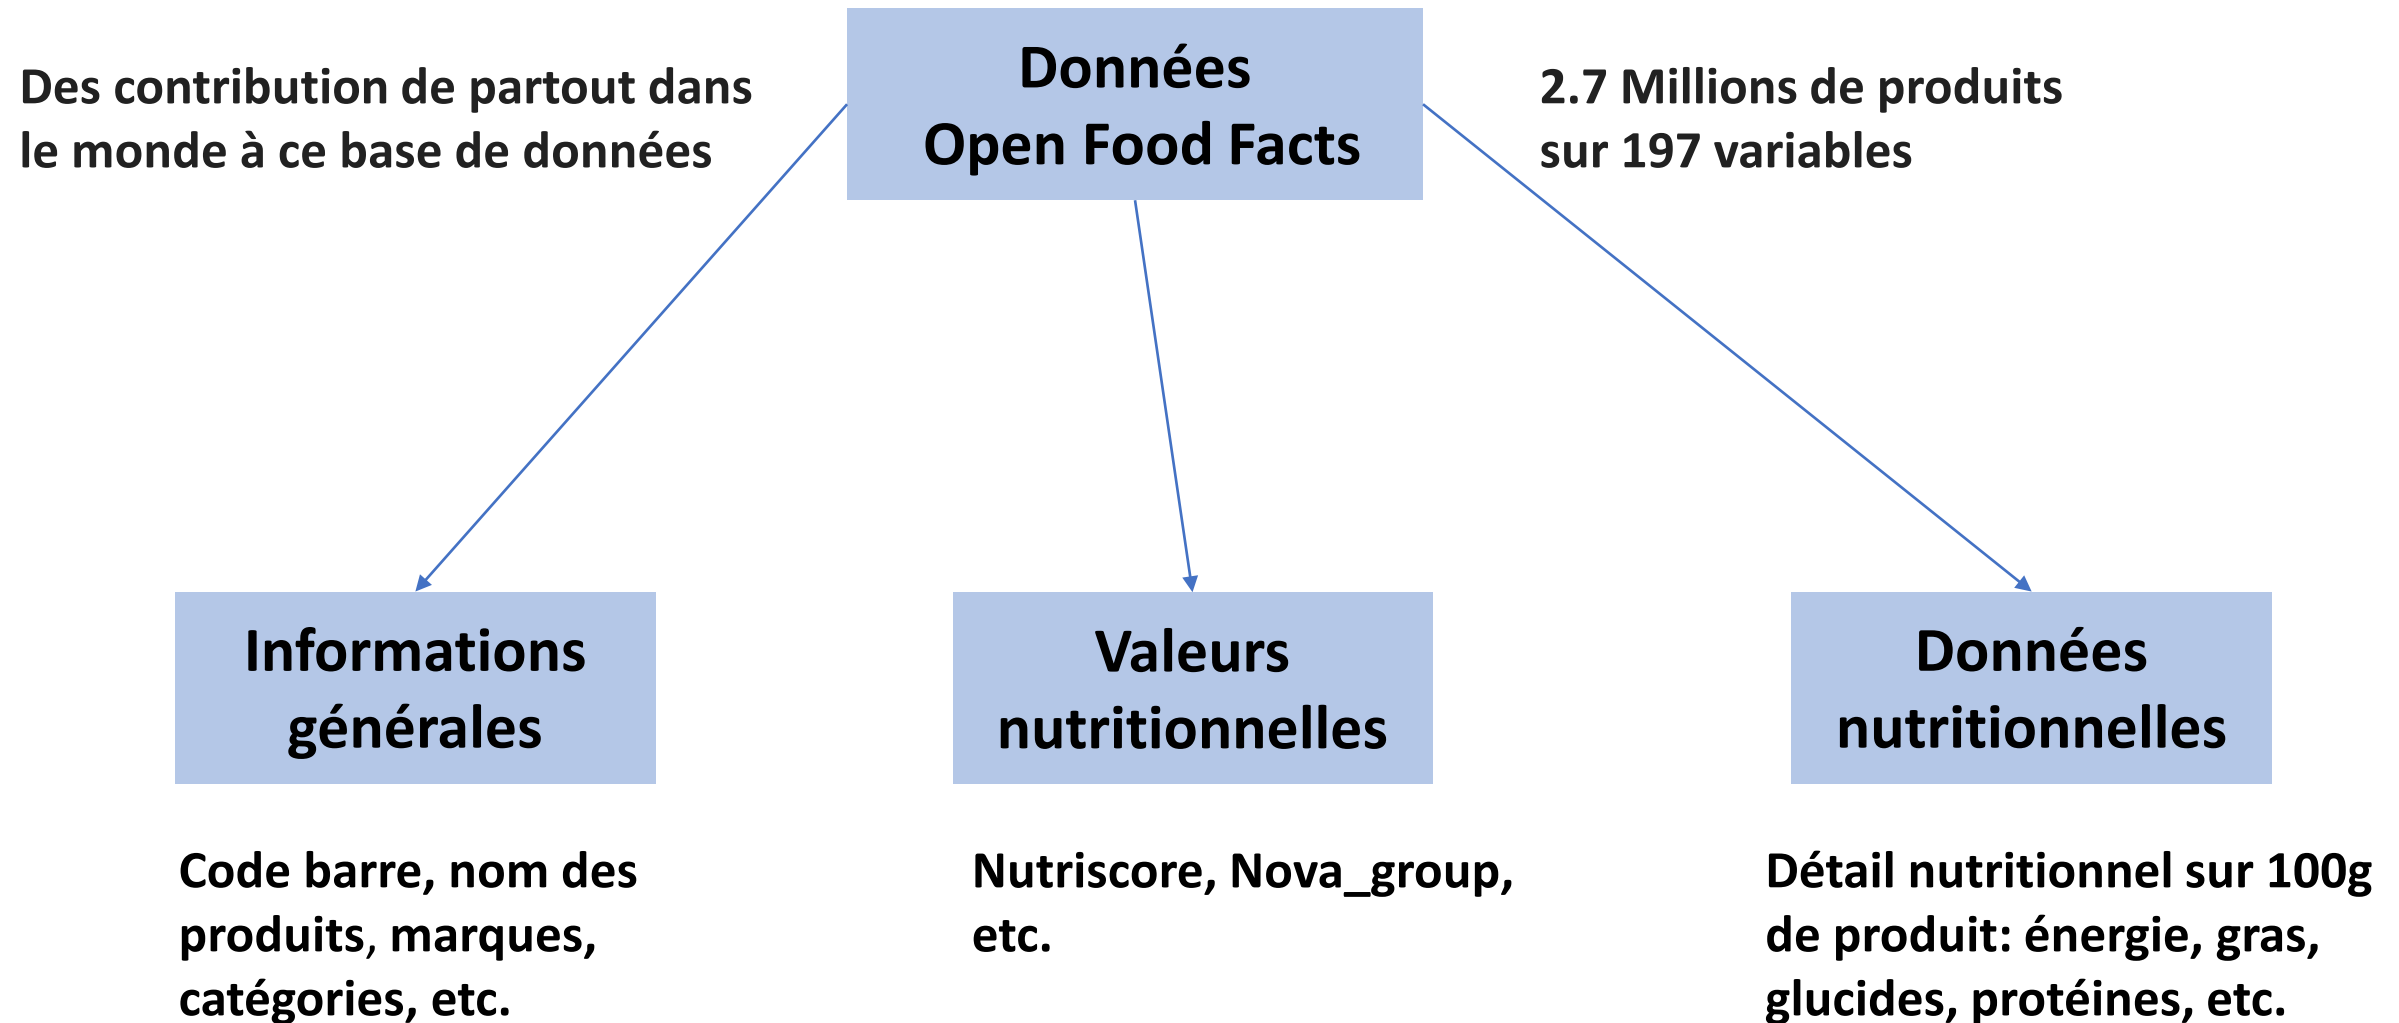 Données
Open Food Facts
Des contribution de partout dans
le monde à ce base de données
2.7 Millions de produits
sur 197 variables
Informations
générales
Valeurs
nutritionnelles
Données
nutritionnelles
Code barre, nom des
produits, marques,
catégories, etc.
Nutriscore, Nova_group,
etc.
Détail nutritionnel sur 100g
de produit: énergie, gras,
glucides, protéines, etc.